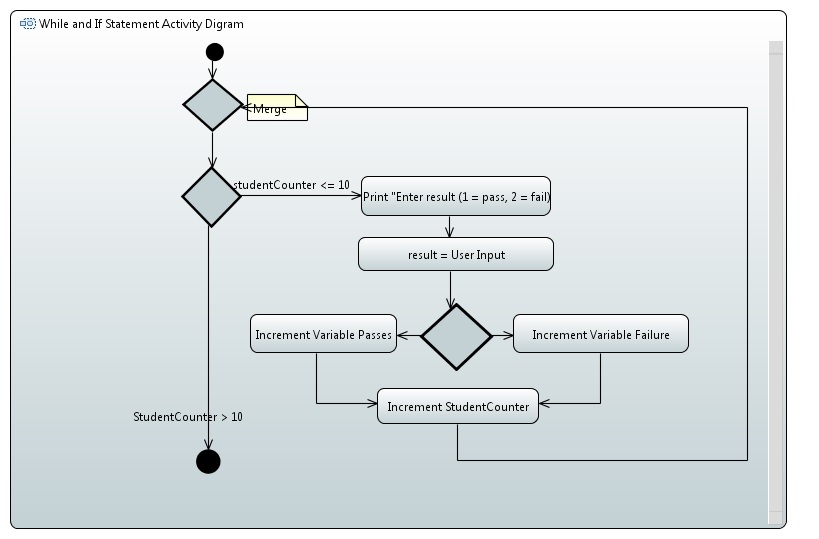 While and If Statement Activity Digram
Merge
studentCounter <= 10
Print "Enter result (1 = pass, 2 = fail)
result = User Input
Increment Variable Passes
Increment Variable Failure
Increment StudentCounter
StudentCounter > 10